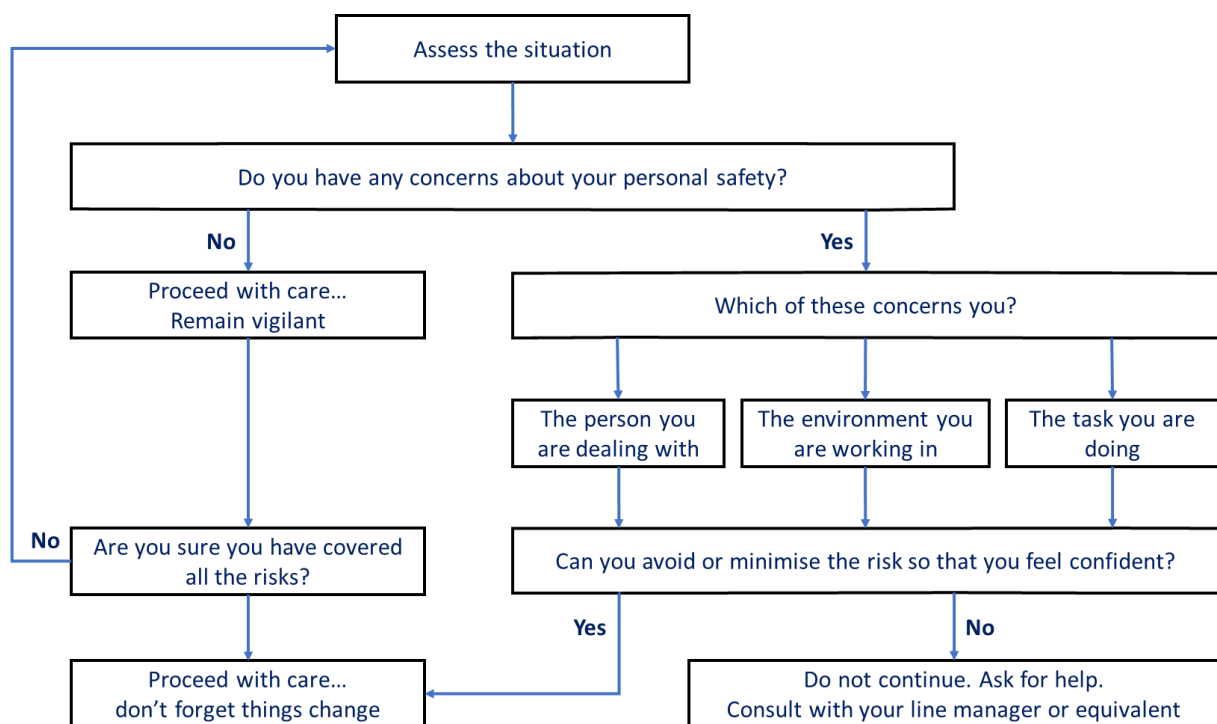 Assess the situation
Do you have any concerns about your personal safety?
No
Yes
Proceed with care...
Remain vigilant
Which of these concerns you?
The person you
are dealing with
The environment you
are working in
The task you are
doing
No
Are you sure you have covered
all the risks?
Can you avoid or minimise the risk so that you feel confident?
Yes
No
Proceed with care...
don’t forget things change
Do not continue. Ask for help.
Consult with your line manager or equivalent